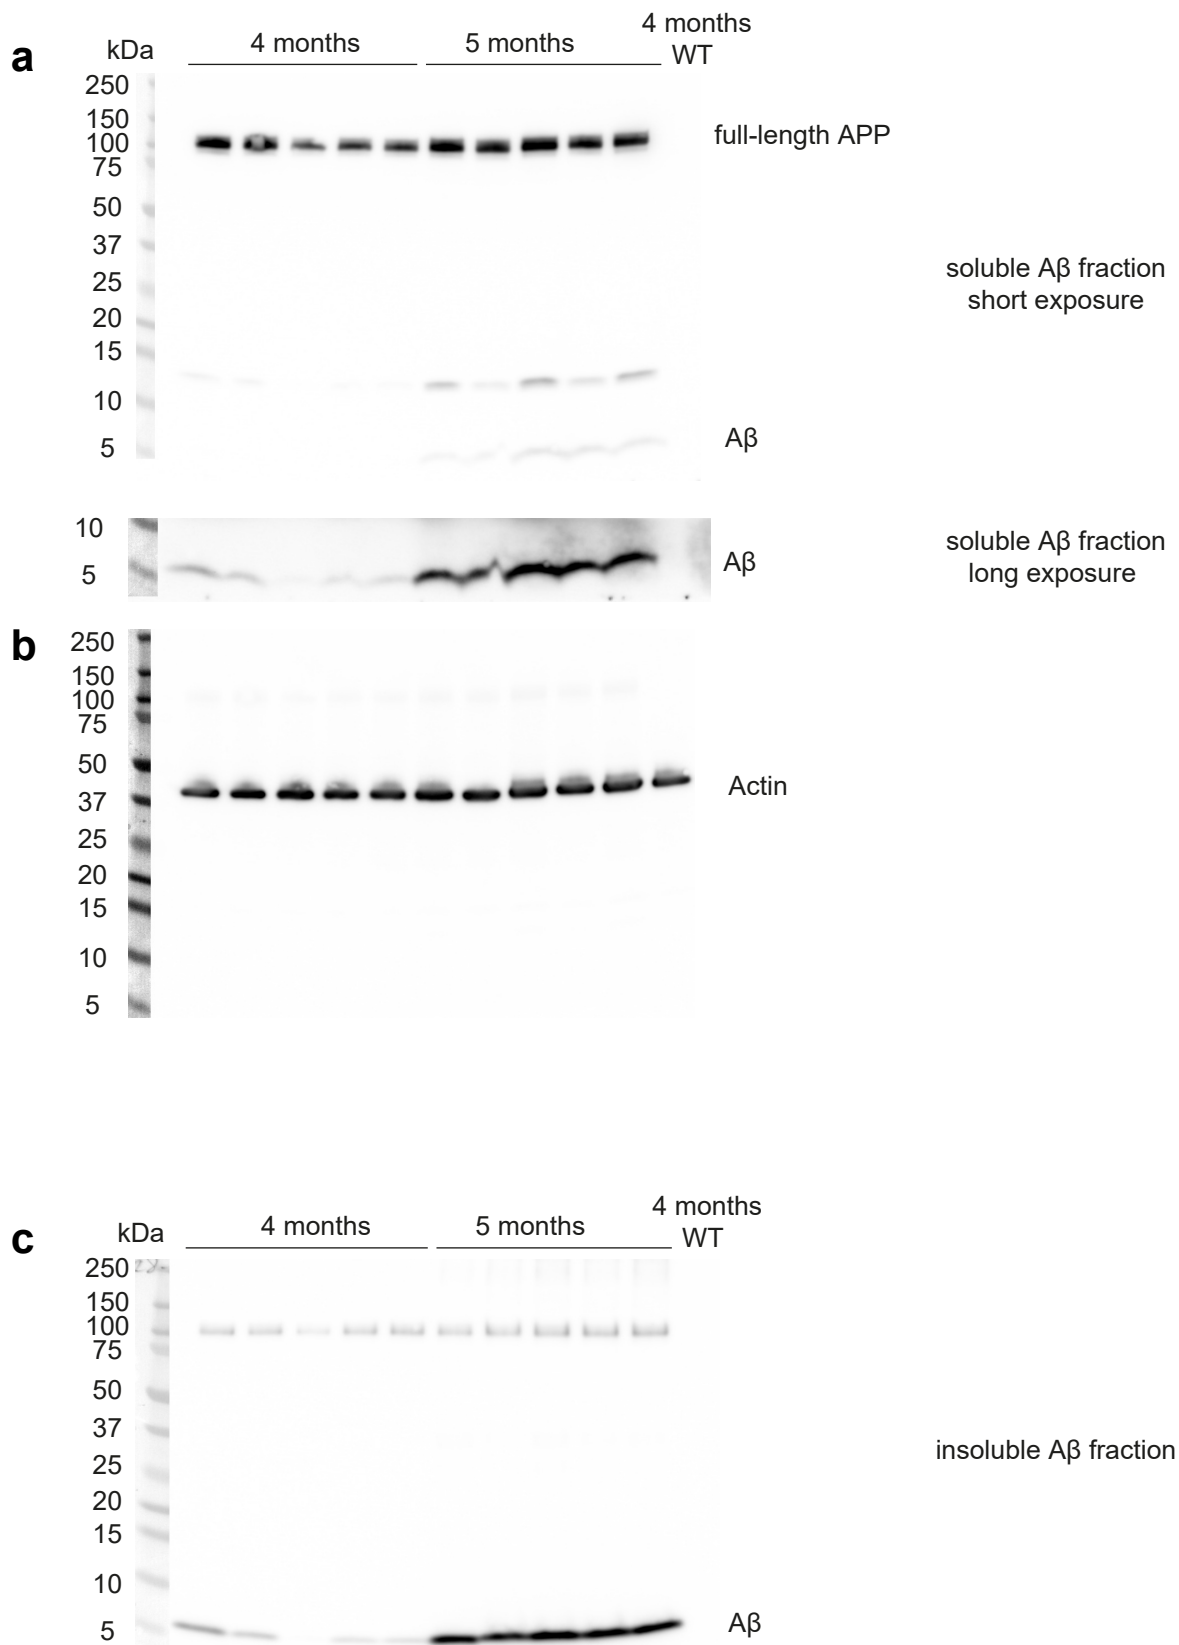 a
kDa
4 months
5 months
4 months
WT
250
150
100
75
50
37
25
20
15
10
5
full-length APP
Aβ
soluble Aβ fraction
short exposure
10
5
Aβ
soluble Aβ fraction
long exposure
b
250
150
100
75
50
37
25
20
15
10
5
Actin
c
kDa
4 months
5 months
4 months
WT
250
150
100
75
50
37
25
20
15
10
5
insoluble Aβ fraction
Aβ